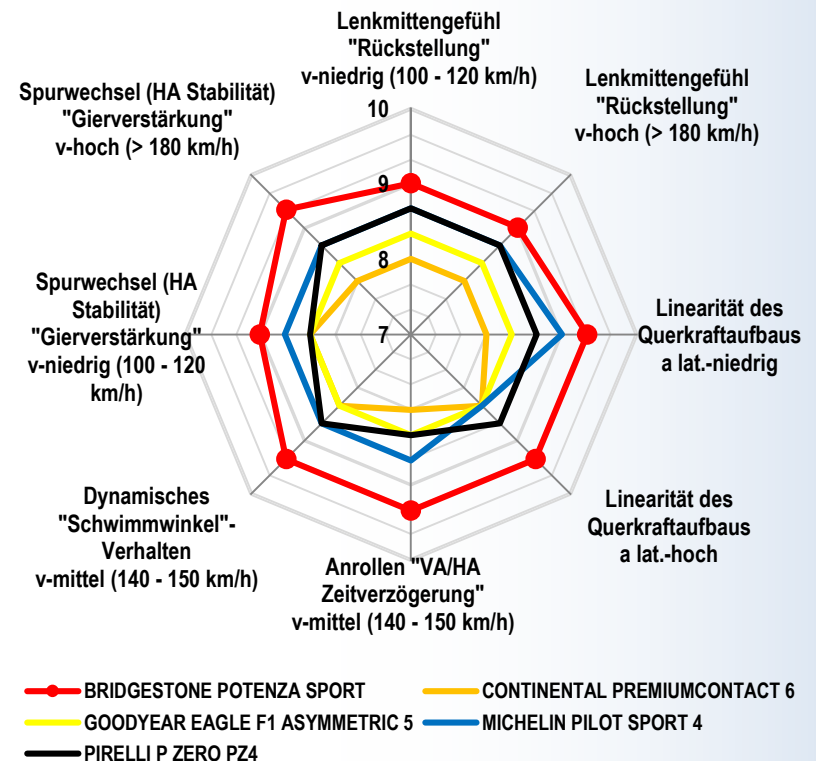 Lenkmittengefühl
"Rückstellung"
v-niedrig (100 - 120 km/h)
Lenkmittengefühl
"Rückstellung"
v-hoch (> 180 km/h)
Linearität des
Querkraftaufbaus
a lat.-niedrig
Linearität des
Querkraftaufbaus
a lat.-hoch
Anrollen "VA/HA
Zeitverzögerung"
v-mittel (140 - 150 km/h)
Dynamisches
"Schwimmwinkel"-
Verhalten
v-mittel (140 - 150 km/h)
Spurwechsel (HA
Stabilität)
"Gierverstärkung"
v-niedrig (100 - 120
km/h)
Spurwechsel (HA Stabilität)
"Gierverstärkung"
v-hoch (> 180 km/h)
10
9
8
7
BRIDGESTONE POTENZA SPORT
CONTINENTAL PREMIUMCONTACT 6
GOODYEAR EAGLE F1 ASYMMETRIC 5
MICHELIN PILOT SPORT 4
PIRELLI P ZERO PZ4